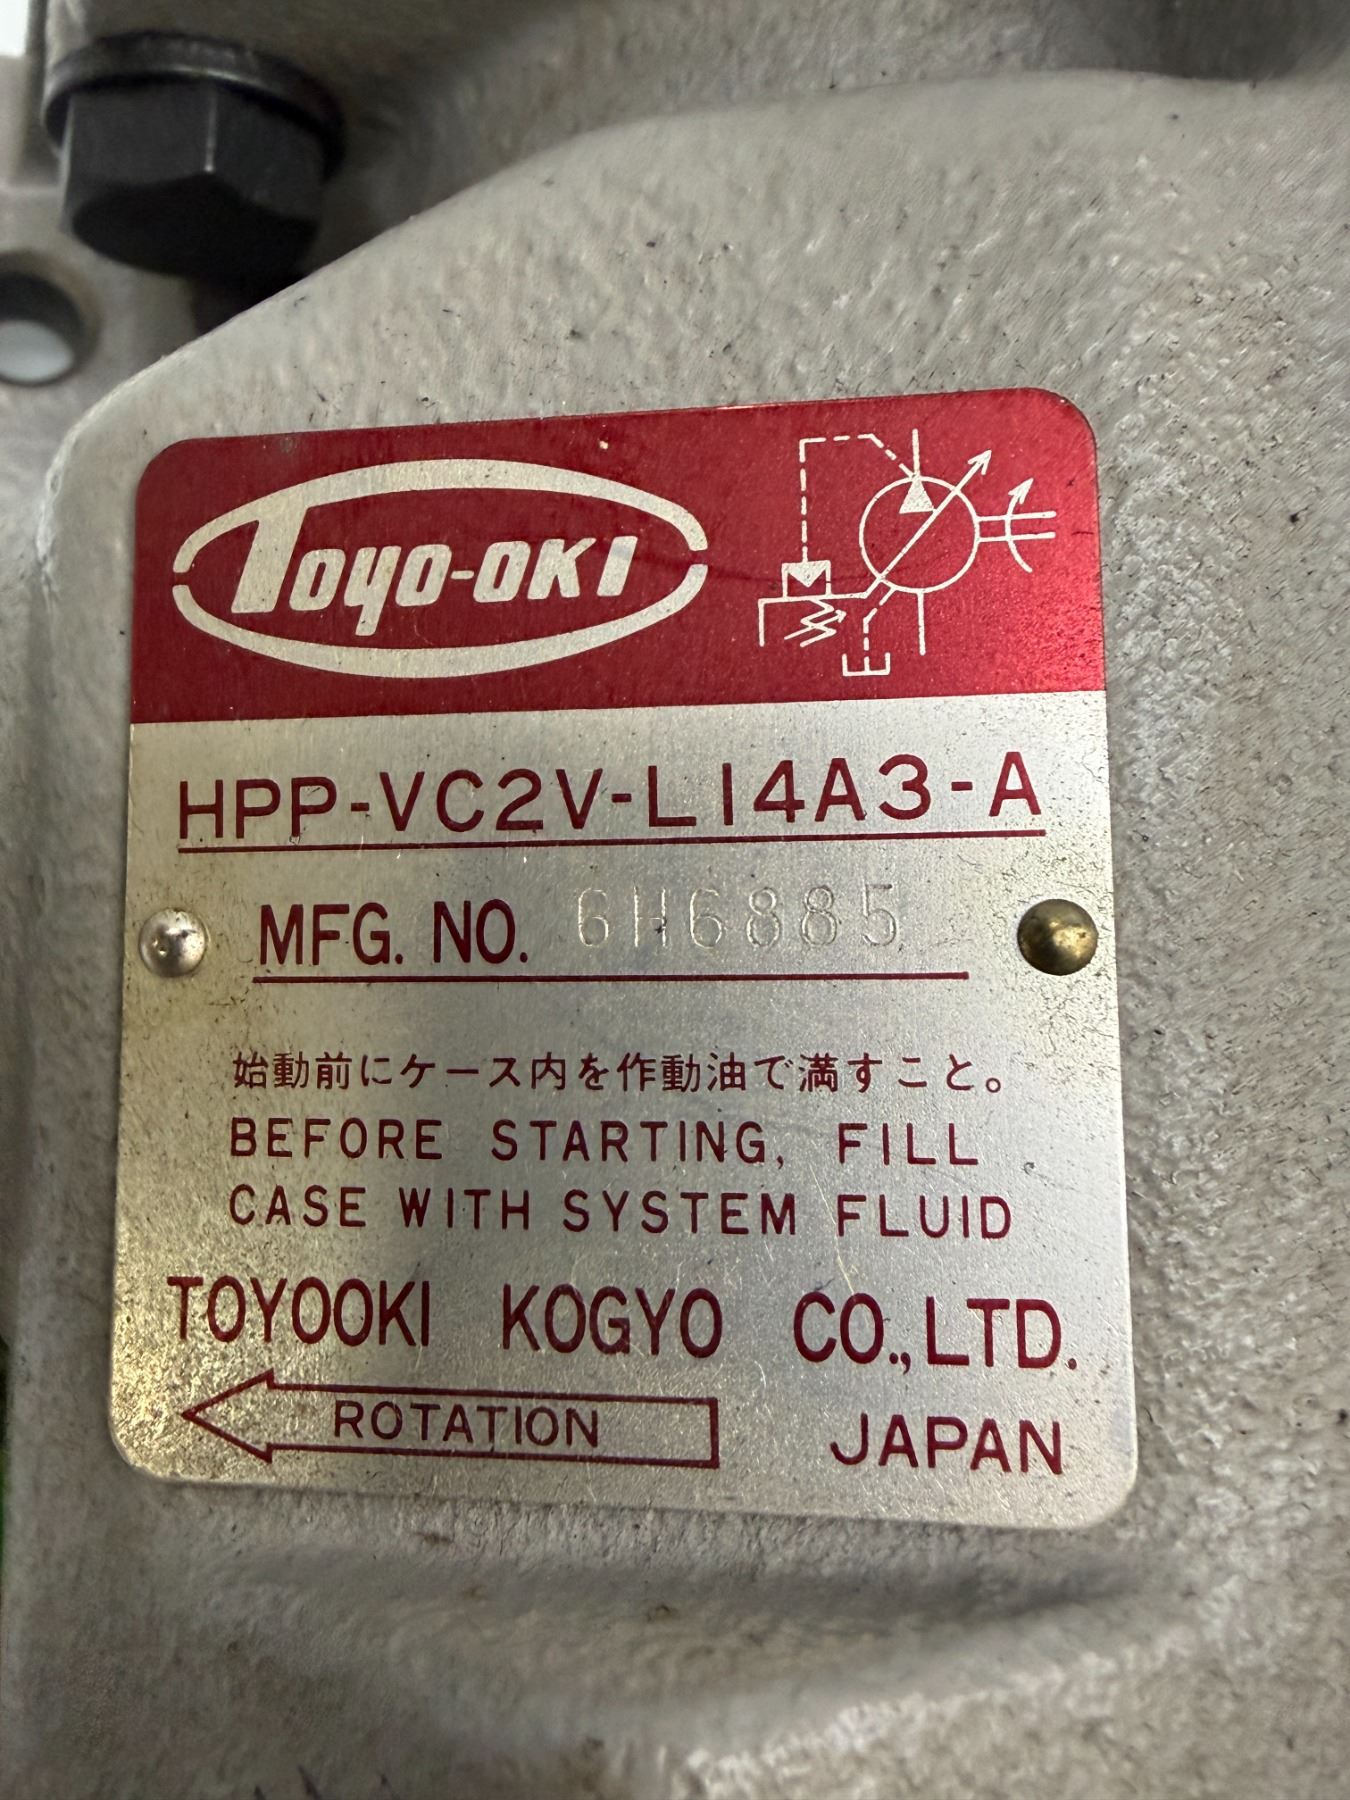 TOYO-OKI
HPP-VC2V-L14A3-A
MFG. NO. 6H6885
始動前にケース内を作動油で満すこと。
BEFORE STARTING, FILL
CASE WITH SYSTEM FLUID
TOYOOKI KOGYO CO.,LTD.
ROTATION JAPAN